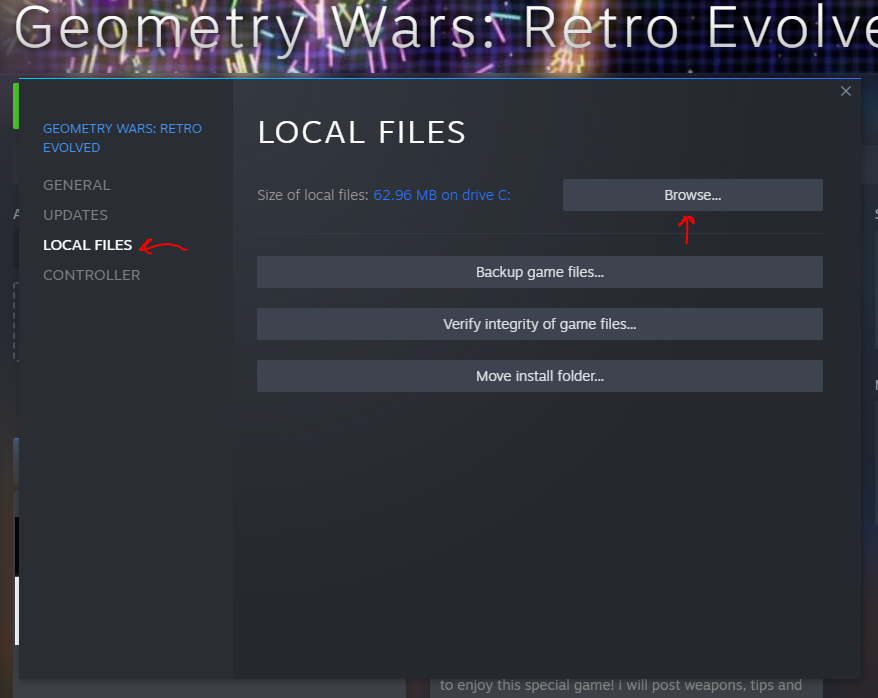 Geometry Wars: Retro Evolve
GEOMETRY WARS: RETRO
EVOLVED
GENERAL
UPDATES
LOCAL FILES
CONTROLLER
LOCAL FILES
Size of local files: 62.96 MB on drive C:
Browse...
Backup game files...
Verify integrity of game files...
Move install folder...
to enjoy this special game! i will post weapons, tips and